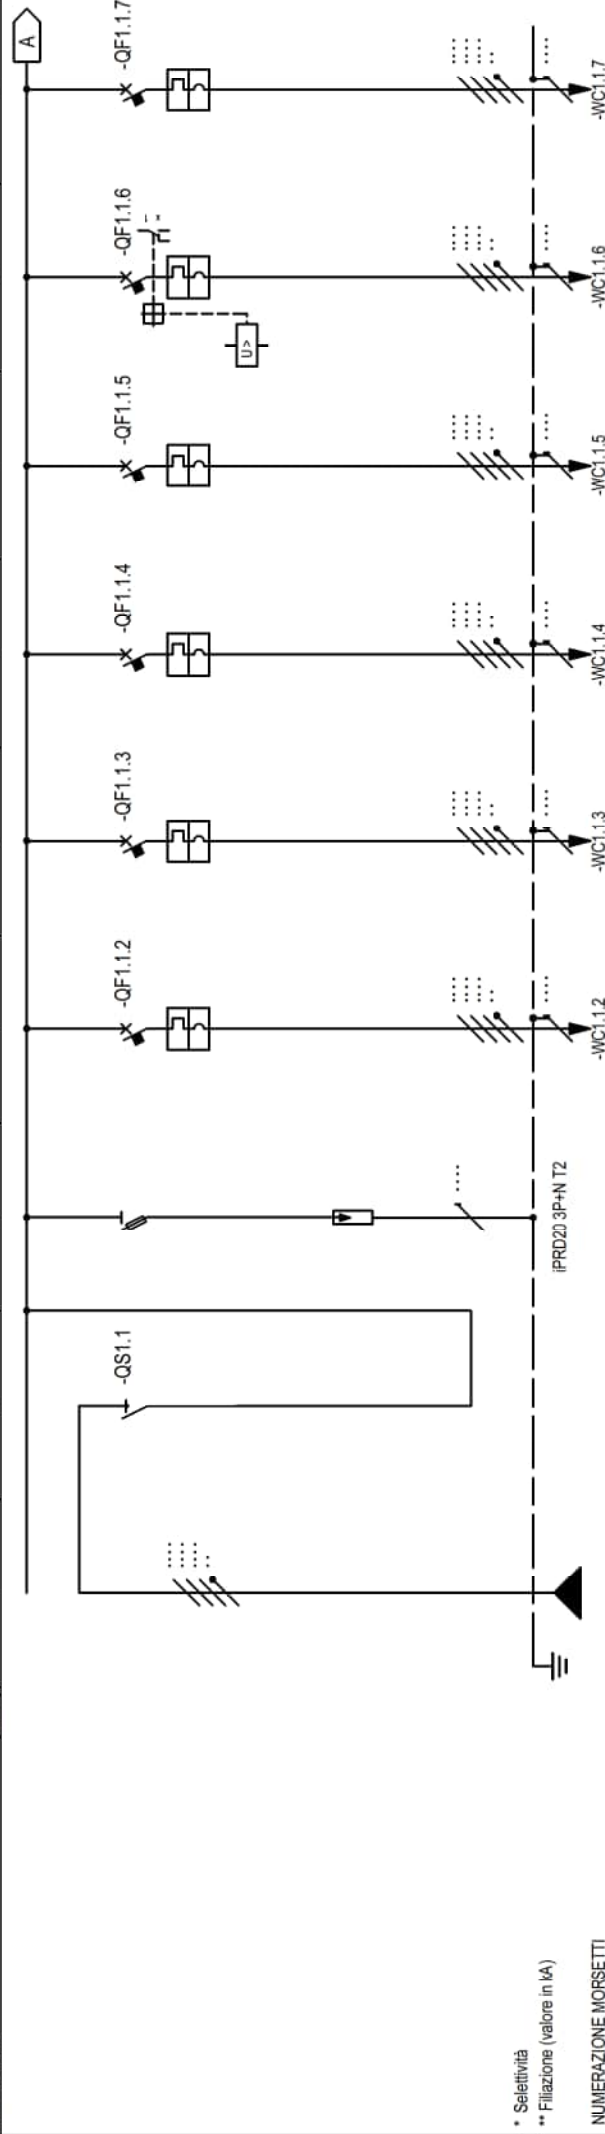 -QS1.1
iPRD20 3P+N T2
-QF1.1.2
-QF1.1.3
-QF1.1.4
-QF1.1.5
-QF1.1.6
U>
-QF1.1.7
A
-WC1.1.2
-WC1.1.3
-WC1.1.4
-WC1.1.5
-WC1.1.6
-WC1.1.7
* Selettività
** Filiazione (valore in kA)
NUMERAZIONE MORSETTI